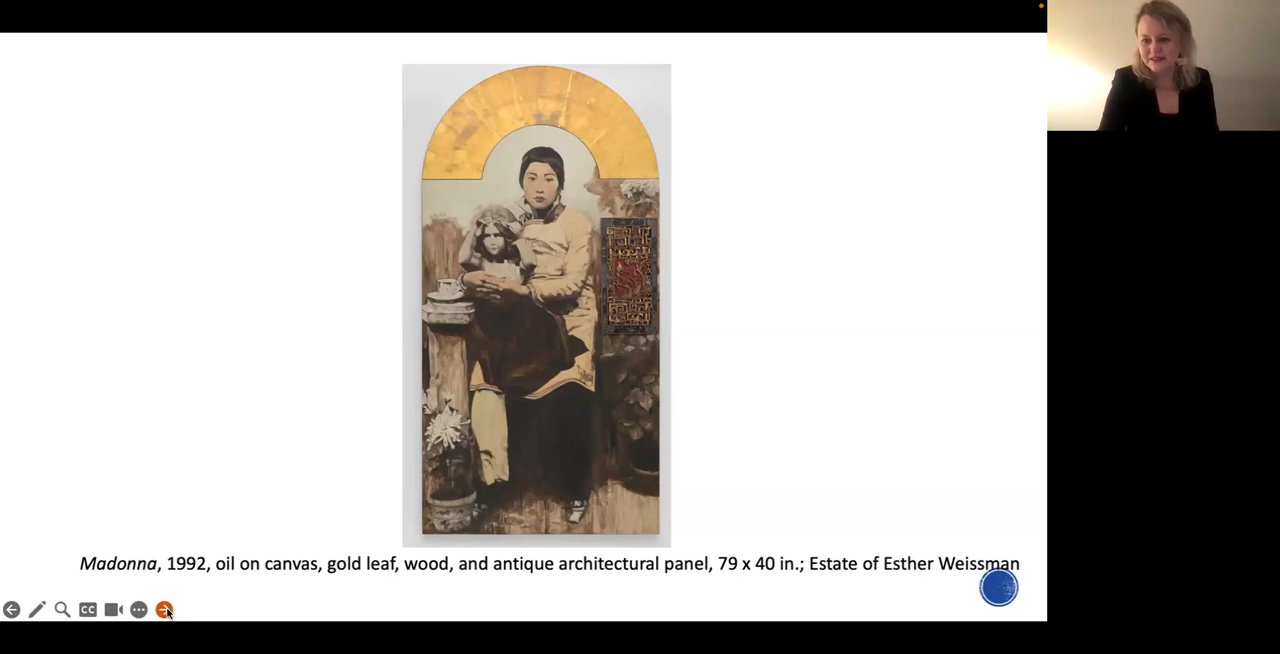 Madonna, 1992, oil on canvas, gold leaf, wood, and antique architectural panel, 79 x 40 in.; Estate of Esther Weissman
CC